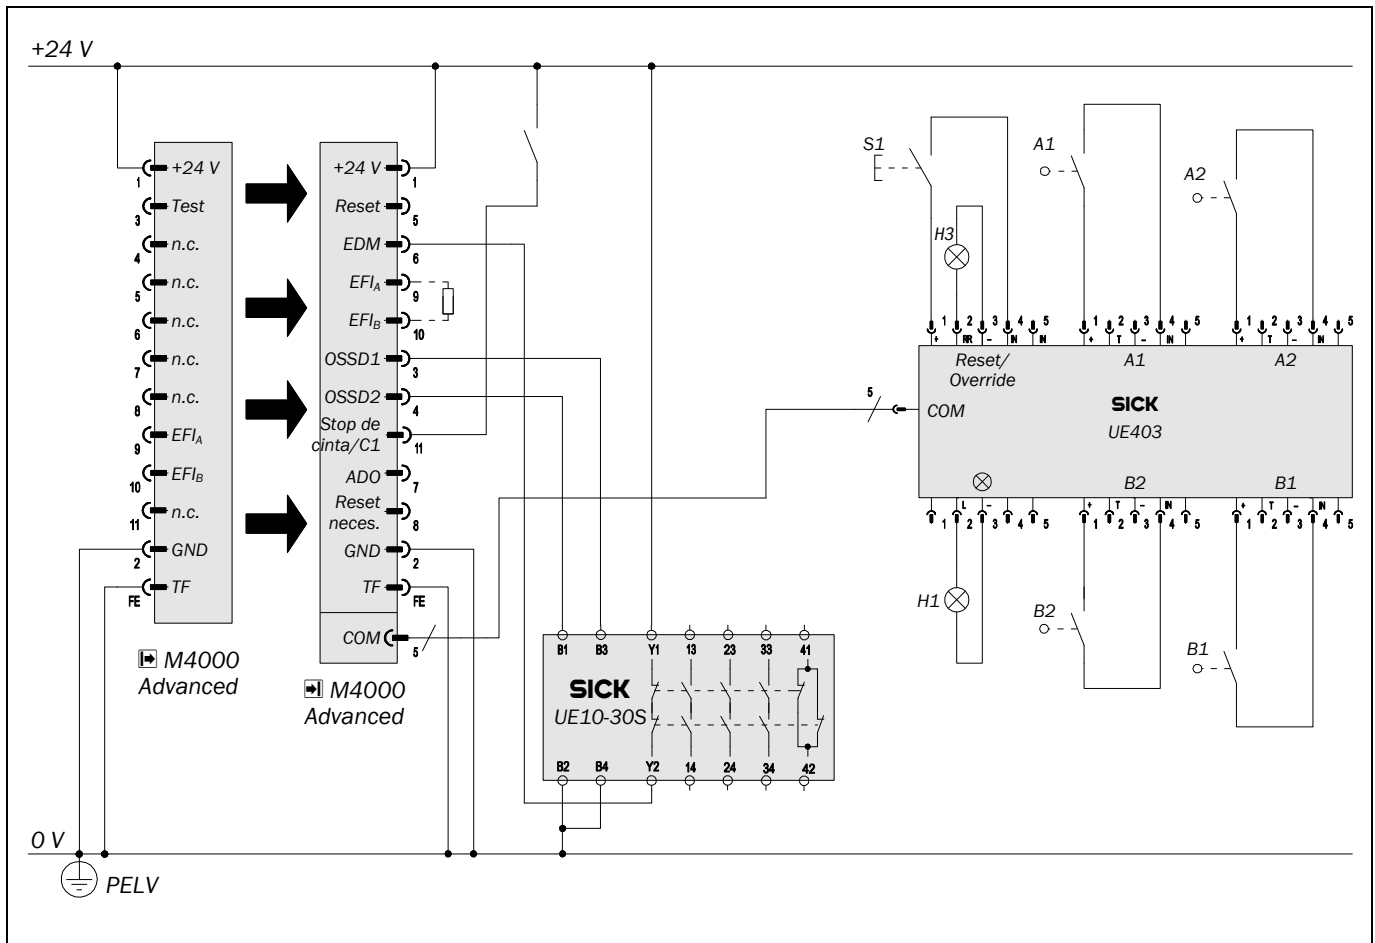 +24 V
+24 V
1
Test
3
n.c.
4
n.c.
5
n.c.
6
n.c.
7
n.c.
8
EFIA
9
EFIB
10
n.c.
11
GND
2
TF
FE
M4000
Advanced
+24 V
1
Reset
5
EDM
6
EFIA
9
EFIB
10
OSSD1
3
OSSD2
4
Stop de
cinta/C1
11
ADO
7
Reset
neces.
8
GND
2
TF
FE
COM
5
M4000
Advanced
B1 B3 Y1 13 23 33 41
SICK
UE10-30S
B2 B4 Y2 14 24 34 42
S1
H3
A1
A2
1 2 3 4 5 1 2 3 4 5 1 2 3 4 5
+ RR – IN IN + T – IN + T – IN
Reset/
Override
A1
A2
5
COM
SICK
UE403
B2
B1
L – + T – IN + T – IN
1 2 3 4 5 1 2 3 4 5 1 2 3 4 5
H1
B2
B1
0 V
PELV